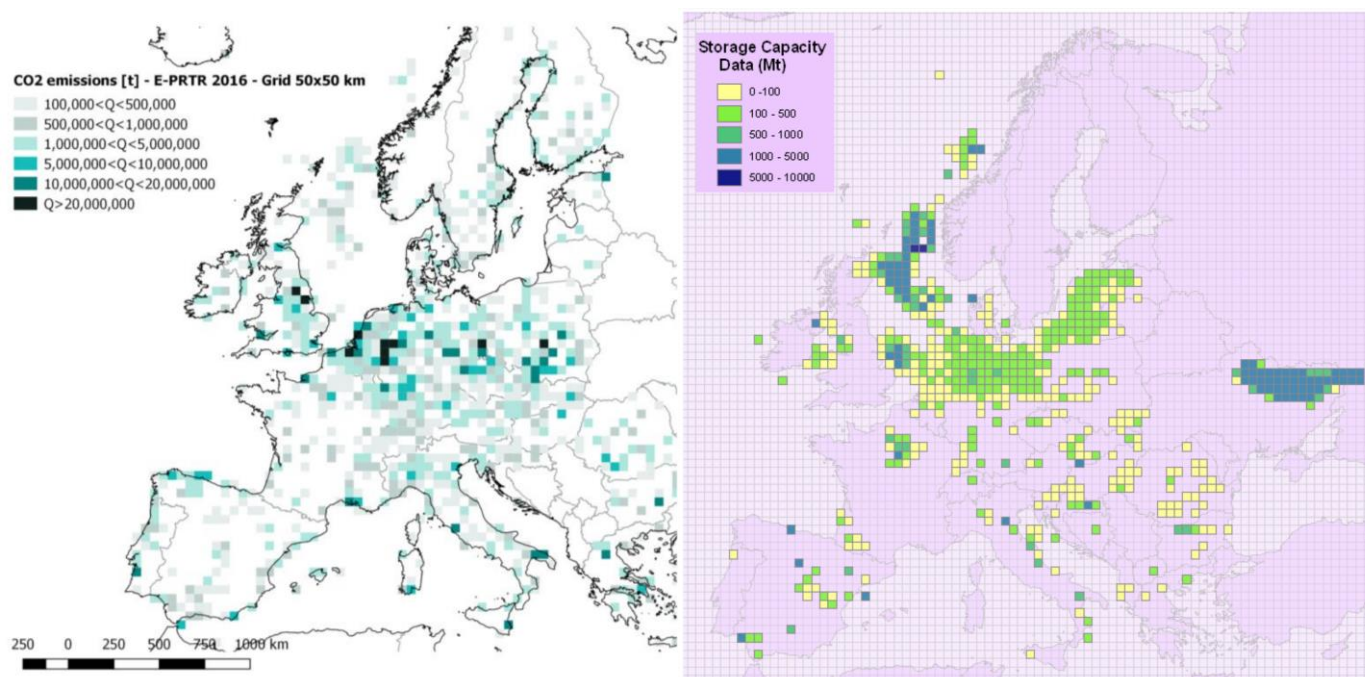 CO2 emissions [t] - E-PRTR 2016 - Grid 50x50 km
100,000<Q<500,000
500,000<Q<1,000,000
1,000,000<Q<5,000,000
5,000,000<Q<10,000,000
10,000,000<Q<20,000,000
Q>20,000,000
250 0 250 500 750 1000 km
Storage Capacity
Data (Mt)
0 -100
100 - 500
500 - 1000
1000 - 5000
5000 - 10000